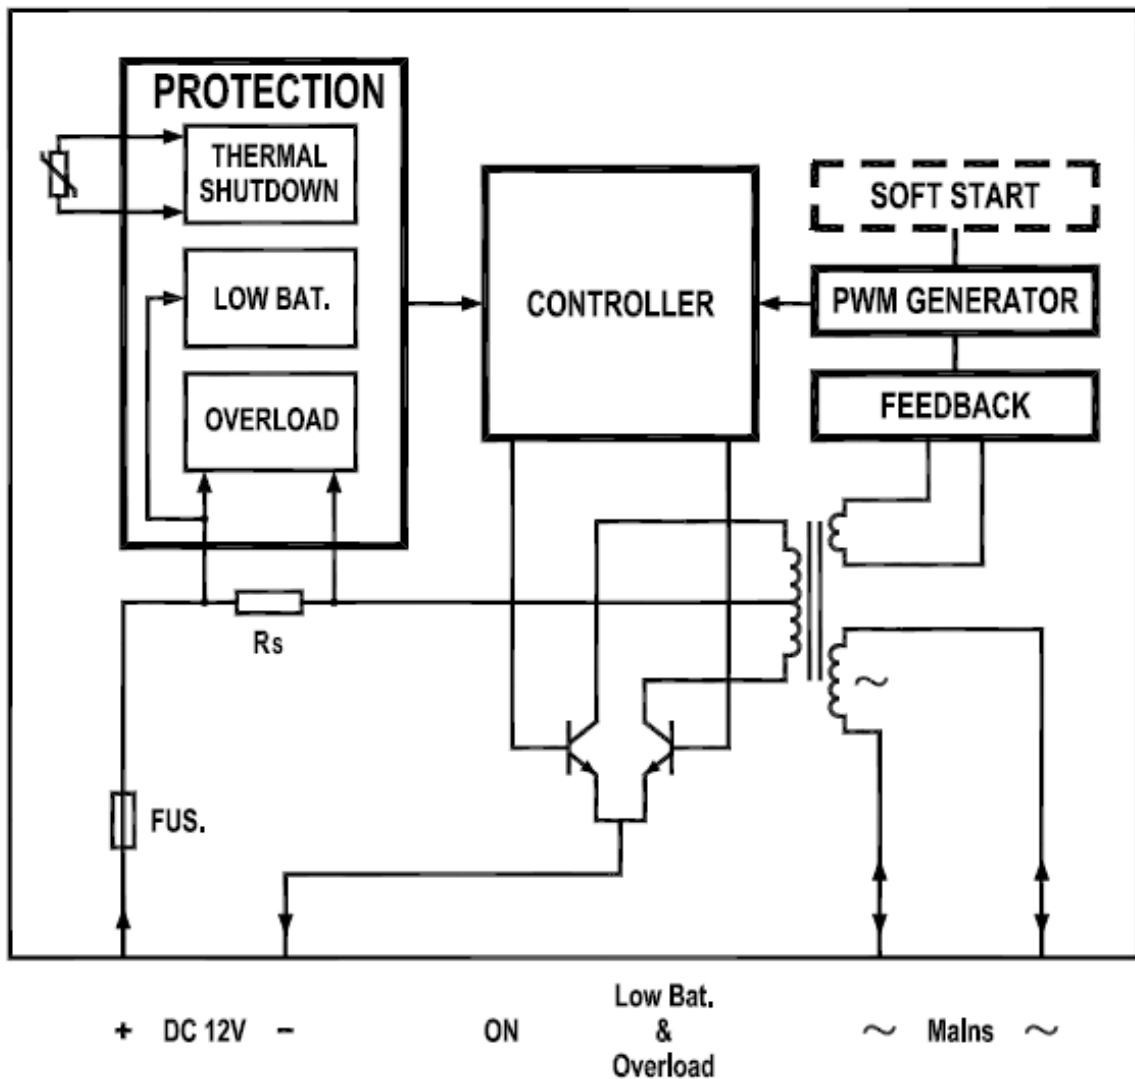 PROTECTION
THERMAL
SHUTDOWN
LOW BAT.
OVERLOAD
CONTROLLER
SOFT START
PWM GENERATOR
FEEDBACK
Rs
~
FUS.
+ DC 12V −
ON
Low Bat.
&
Overload
~ Mains ~